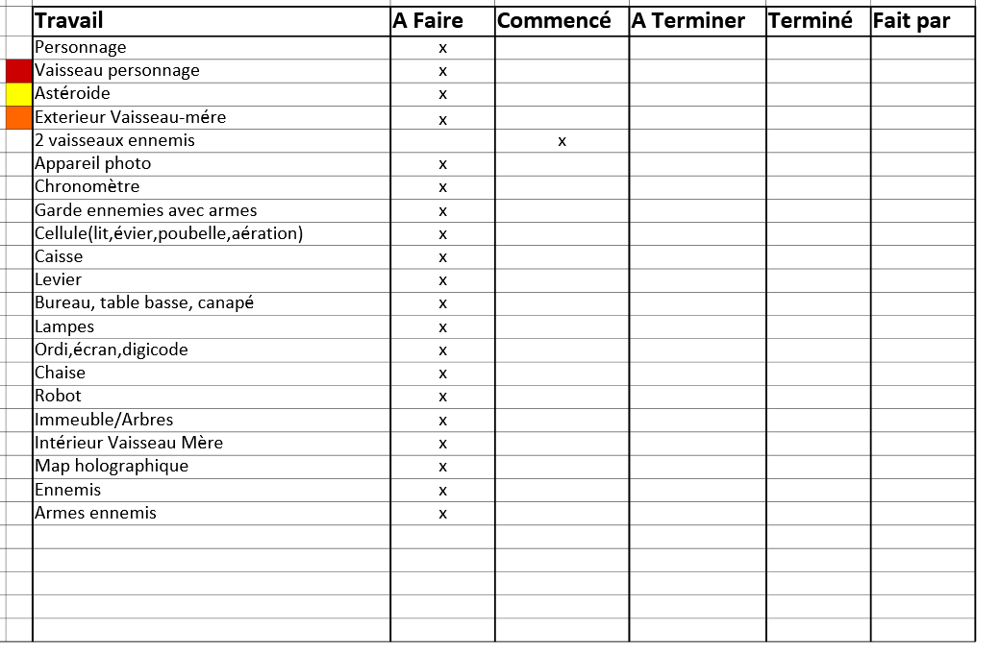 Travail A Faire Commencé A Terminer Terminé Fait par
Personnage x
Vaisseau personnage x
Astéroide x
Exterieur Vaisseau-mére x
2 vaisseaux ennemis x
Appareil photo x
Chronomètre x
Garde ennemies avec armes x
Cellule(lit,évier,poubelle,aération) x
Caisse x
Levier x
Bureau, table basse, canapé x
Lampes x
Ordi,écran,digicode x
Chaise x
Robot x
Immeuble/Arbres x
Intérieur Vaisseau Mère x
Map holographique x
Ennemis x
Armes ennemis x